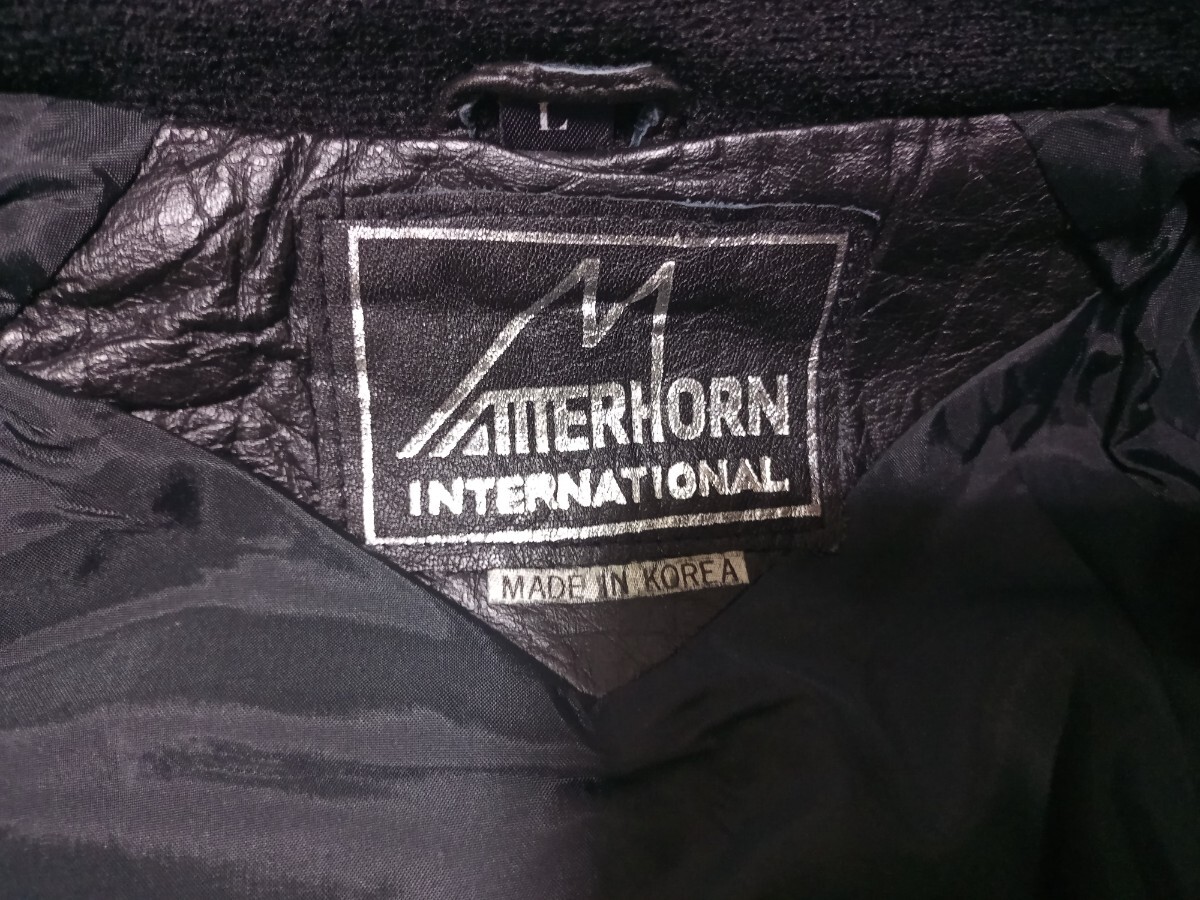 L
MATTERHORN
INTERNATIONAL
MADE IN KOREA